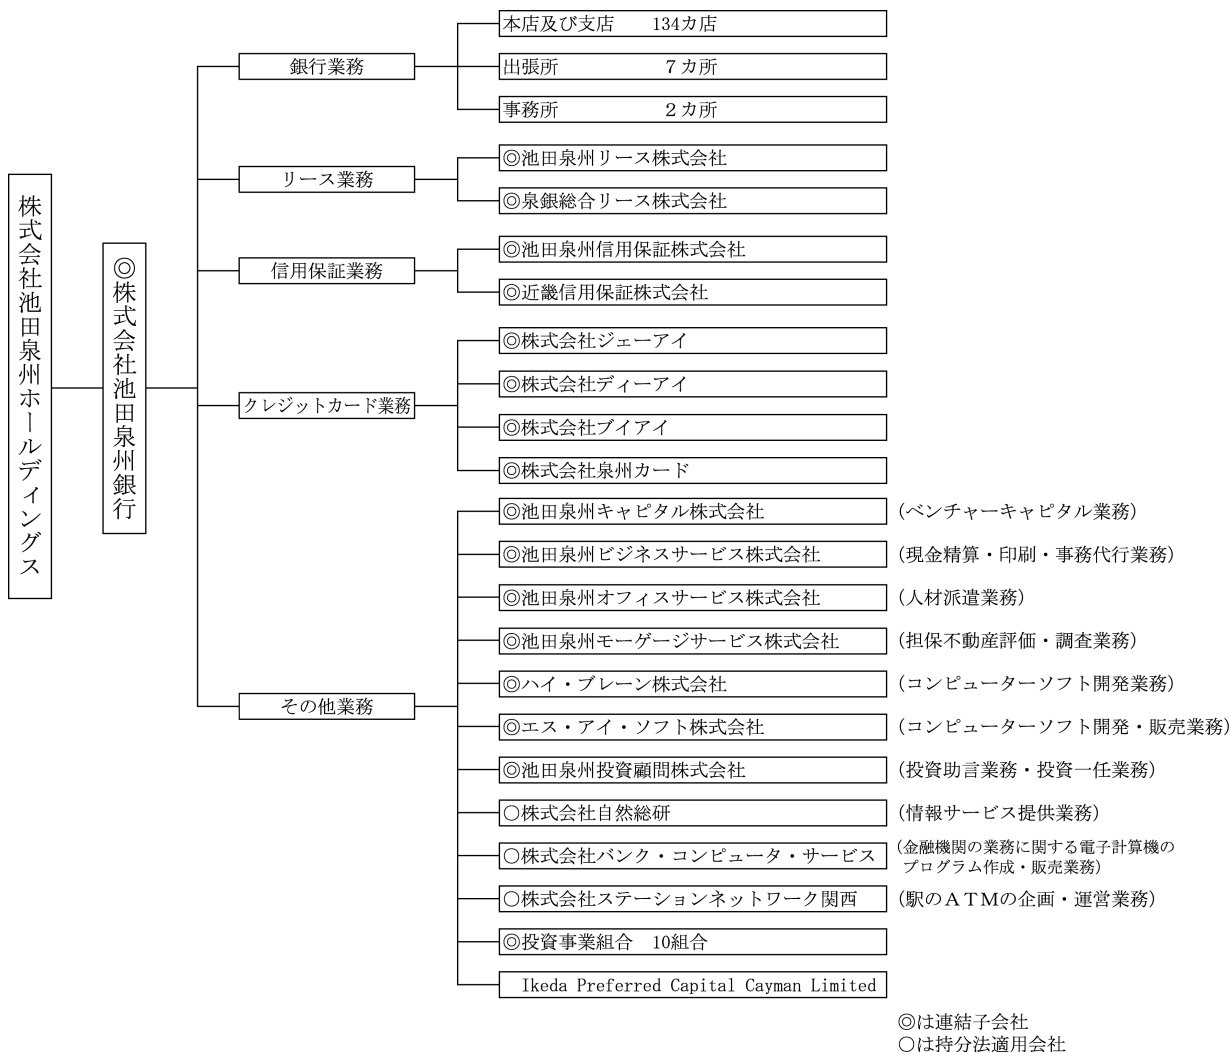 株式会社池田泉州ホールディングス
◎株式会社池田泉州銀行
銀行業務
本店及び支店　　134カ店
出張所　　　　　　７カ所
事務所　　　　　　２カ所
リース業務
◎池田泉州リース株式会社
◎泉銀総合リース株式会社
信用保証業務
◎池田泉州信用保証株式会社
◎近畿信用保証株式会社
クレジットカード業務
◎株式会社ジェーアイ
◎株式会社ディーアイ
◎株式会社ブイアイ
◎株式会社泉州カード
その他業務
◎池田泉州キャピタル株式会社　（ベンチャーキャピタル業務）
◎池田泉州ビジネスサービス株式会社　（現金精算・印刷・事務代行業務）
◎池田泉州オフィスサービス株式会社　（人材派遣業務）
◎池田泉州モーゲージサービス株式会社　（担保不動産評価・調査業務）
◎ハイ・ブレーン株式会社　（コンピューターソフト開発業務）
◎エス・アイ・ソフト株式会社　（コンピューターソフト開発・販売業務）
◎池田泉州投資顧問株式会社　（投資助言業務・投資一任業務）
○株式会社自然総研　（情報サービス提供業務）
○株式会社バンク・コンピュータ・サービス　（金融機関の業務に関する電子計算機の
プログラム作成・販売業務）
○株式会社ステーションネットワーク関西　（駅のＡＴＭの企画・運営業務）
◎投資事業組合　10組合
Ikeda Preferred Capital Cayman Limited
◎は連結子会社
○は持分法適用会社